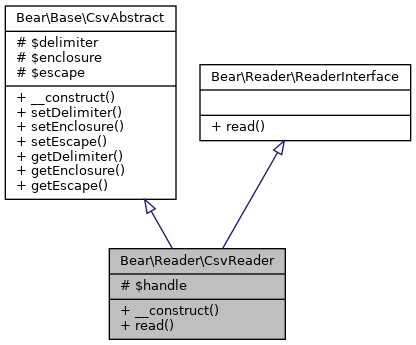 Bear\Base\CsvAbstract
# $delimiter
# $enclosure
# $escape
+ __construct()
+ setDelimiter()
+ setEnclosure()
+ setEscape()
+ getDelimiter()
+ getEnclosure()
+ getEscape()
Bear\Reader\ReaderInterface
+ read()
Bear\Reader\CsvReader
# $handle
+ __construct()
+ read()